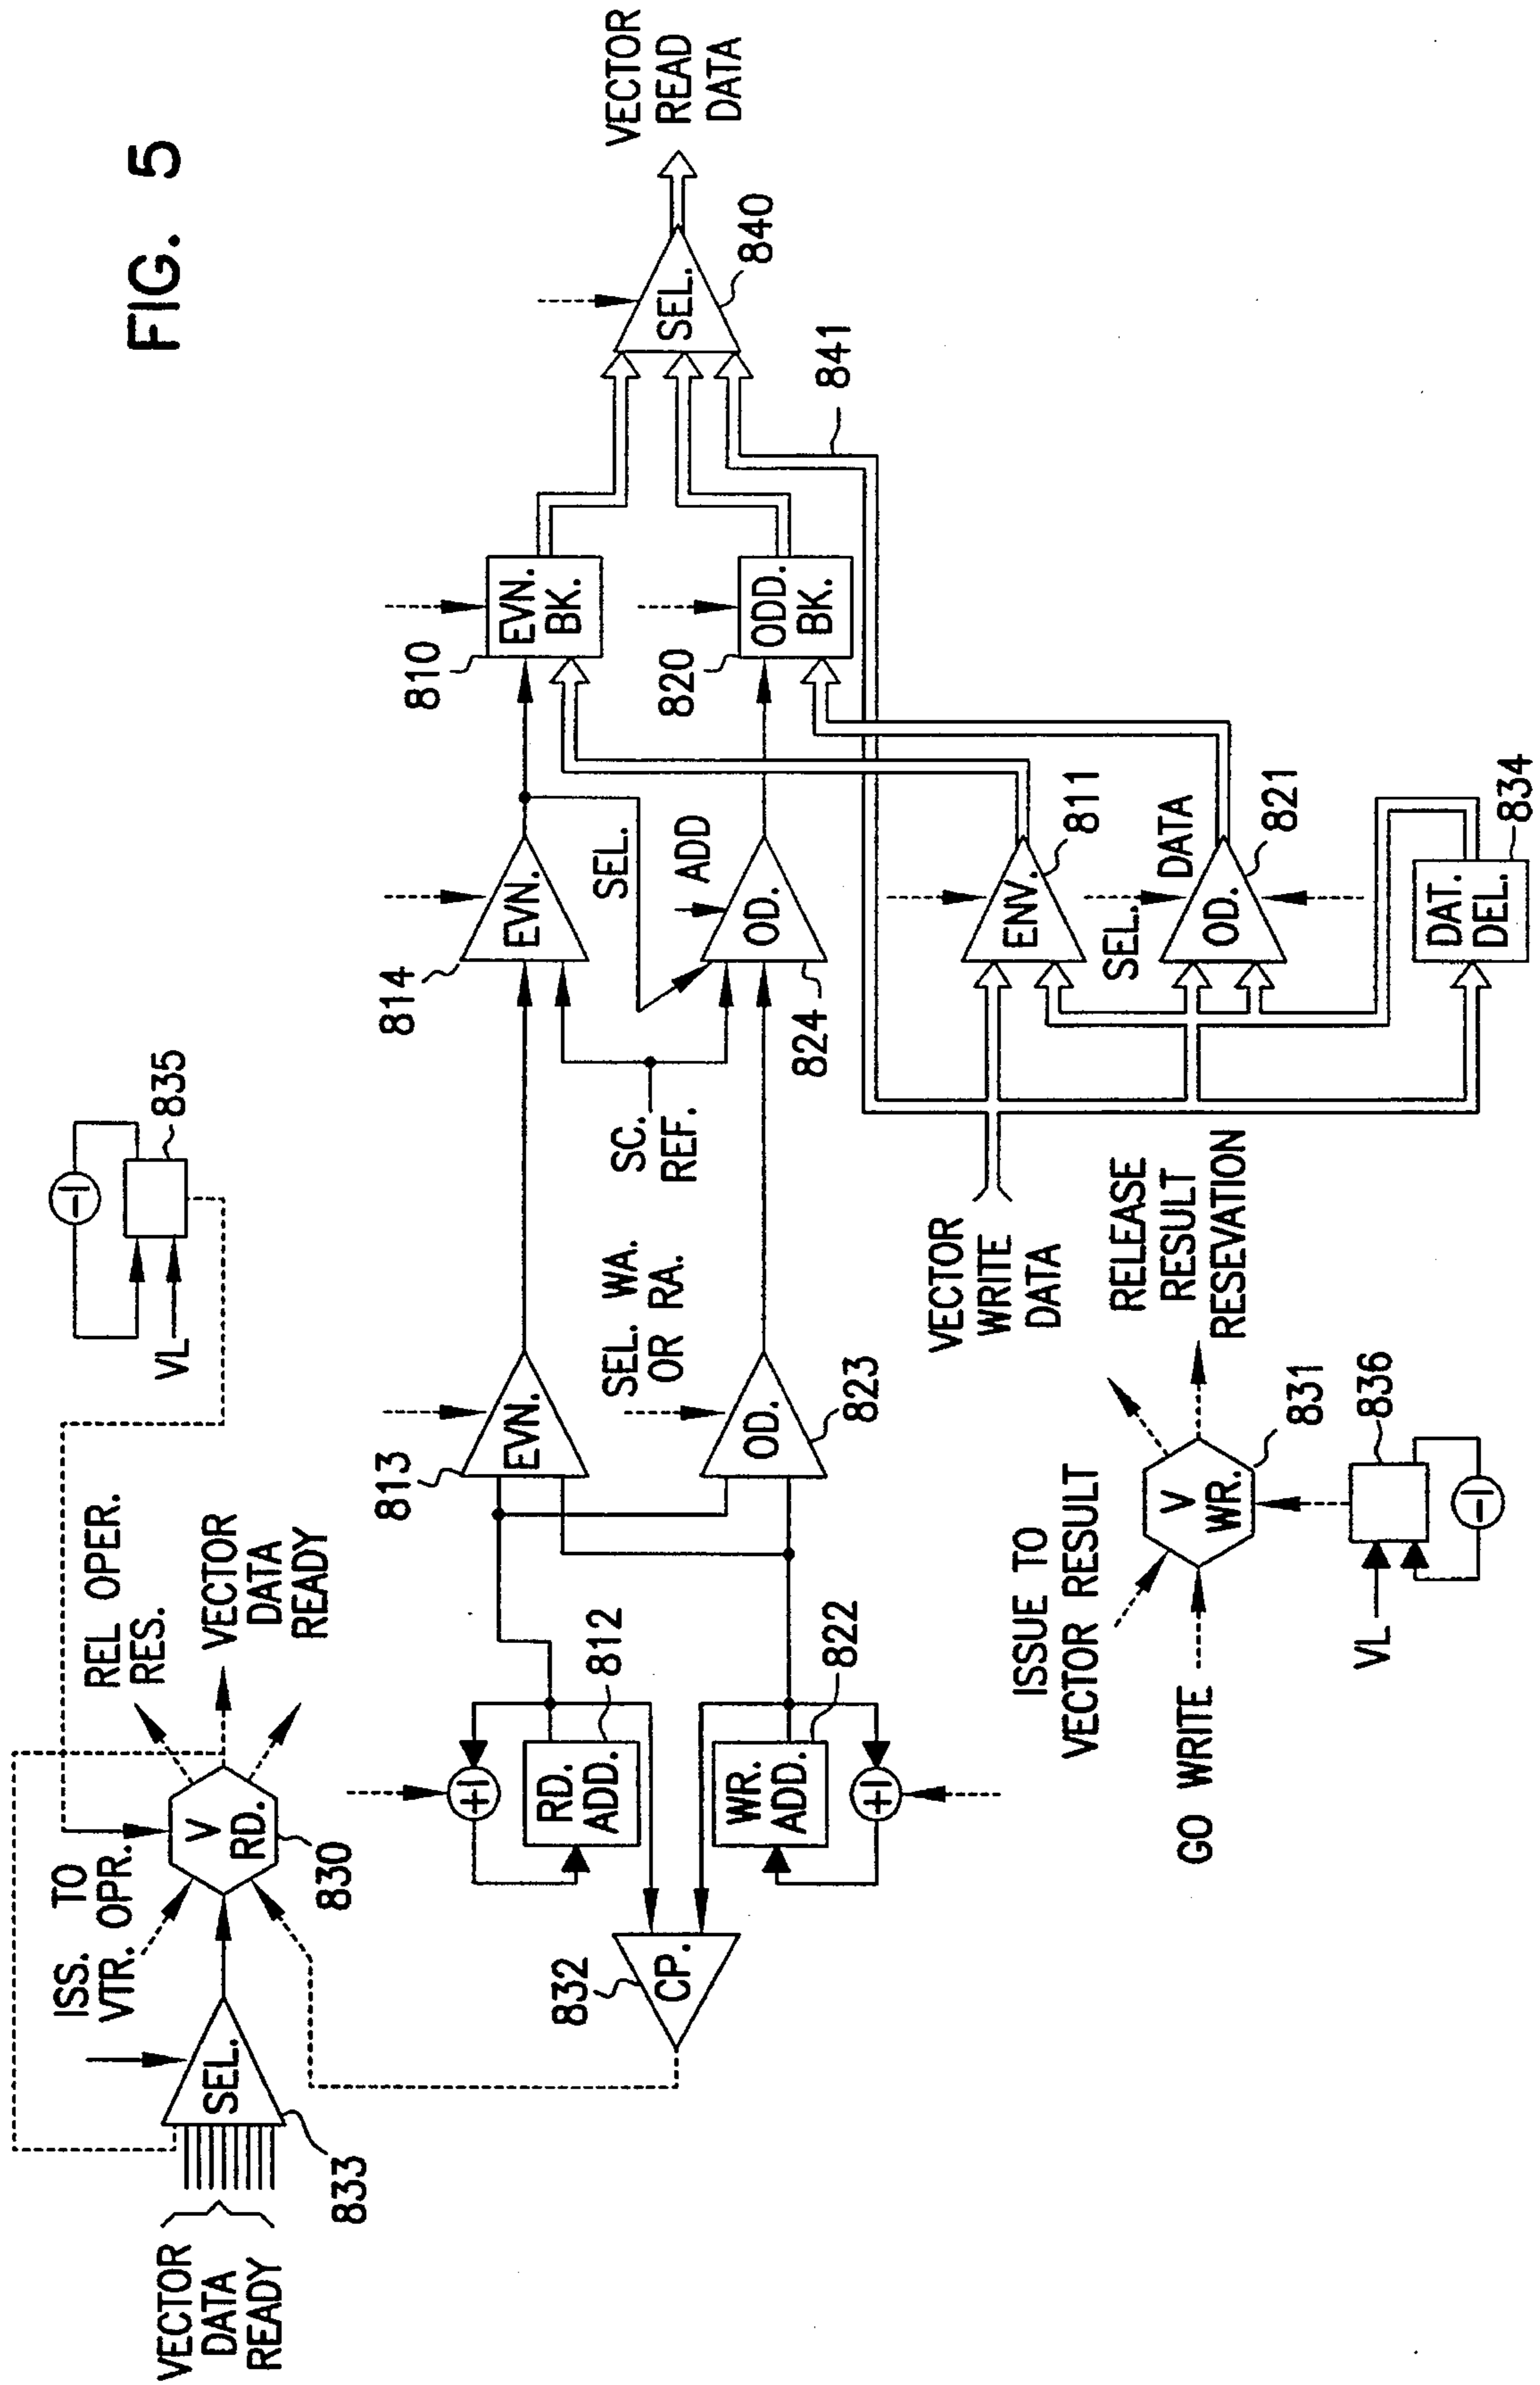 FIG. 5
VECTOR
READ
DATA
SEL.
840
841
EVN.
BK.
810
ODD.
BK.
820
EVN.
814
SEL.
ADD
OD.
824
ENV.
811
SEL.
DATA
OD.
821
DAT.
DEL.
834
835
-1
VL
SC.
REF.
SEL. WA.
OR RA.
EVN.
813
OD.
823
VECTOR
WRITE
DATA
RELEASE
RESULT
RESEVATION
V
WR.
831
836
-1
VL
ISSUE TO
VECTOR RESULT
GO WRITE
REL OPER.
RES.
VECTOR
DATA
READY
V
RD.
830
ISS. TO
VTR. OPR.
SEL.
833
VECTOR
DATA
READY
+1
RD.
ADD.
812
WR.
ADD.
822
+1
CP.
832